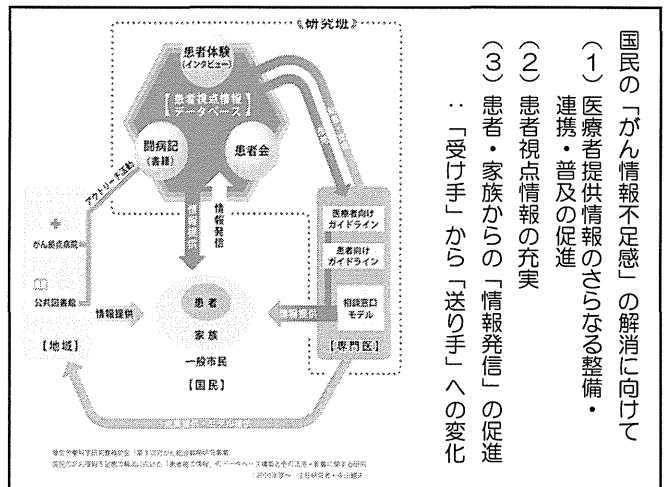 国民の「がん情報不足感」の解消に向けて
（1）医療者提供情報のさらなる整備・
連携・普及の促進
（2）患者視点情報の充実
（3）患者・家族からの「情報発信」の促進
：「受け手」から「送り手」への変化
《研究班》
患者体験
（インタビュー）
【患者視点情報
データベース】
闘病記
（書籍）
患者会
アウトリーチ活動
情報提供
情報発信
がん拠点病院
公共図書館
【地域】
情報提供
患者
家族
一般市民
【国民】
情報提供
医療者向け
ガイドライン
患者向け
ガイドライン
相談窓口
モデル
【専門医】